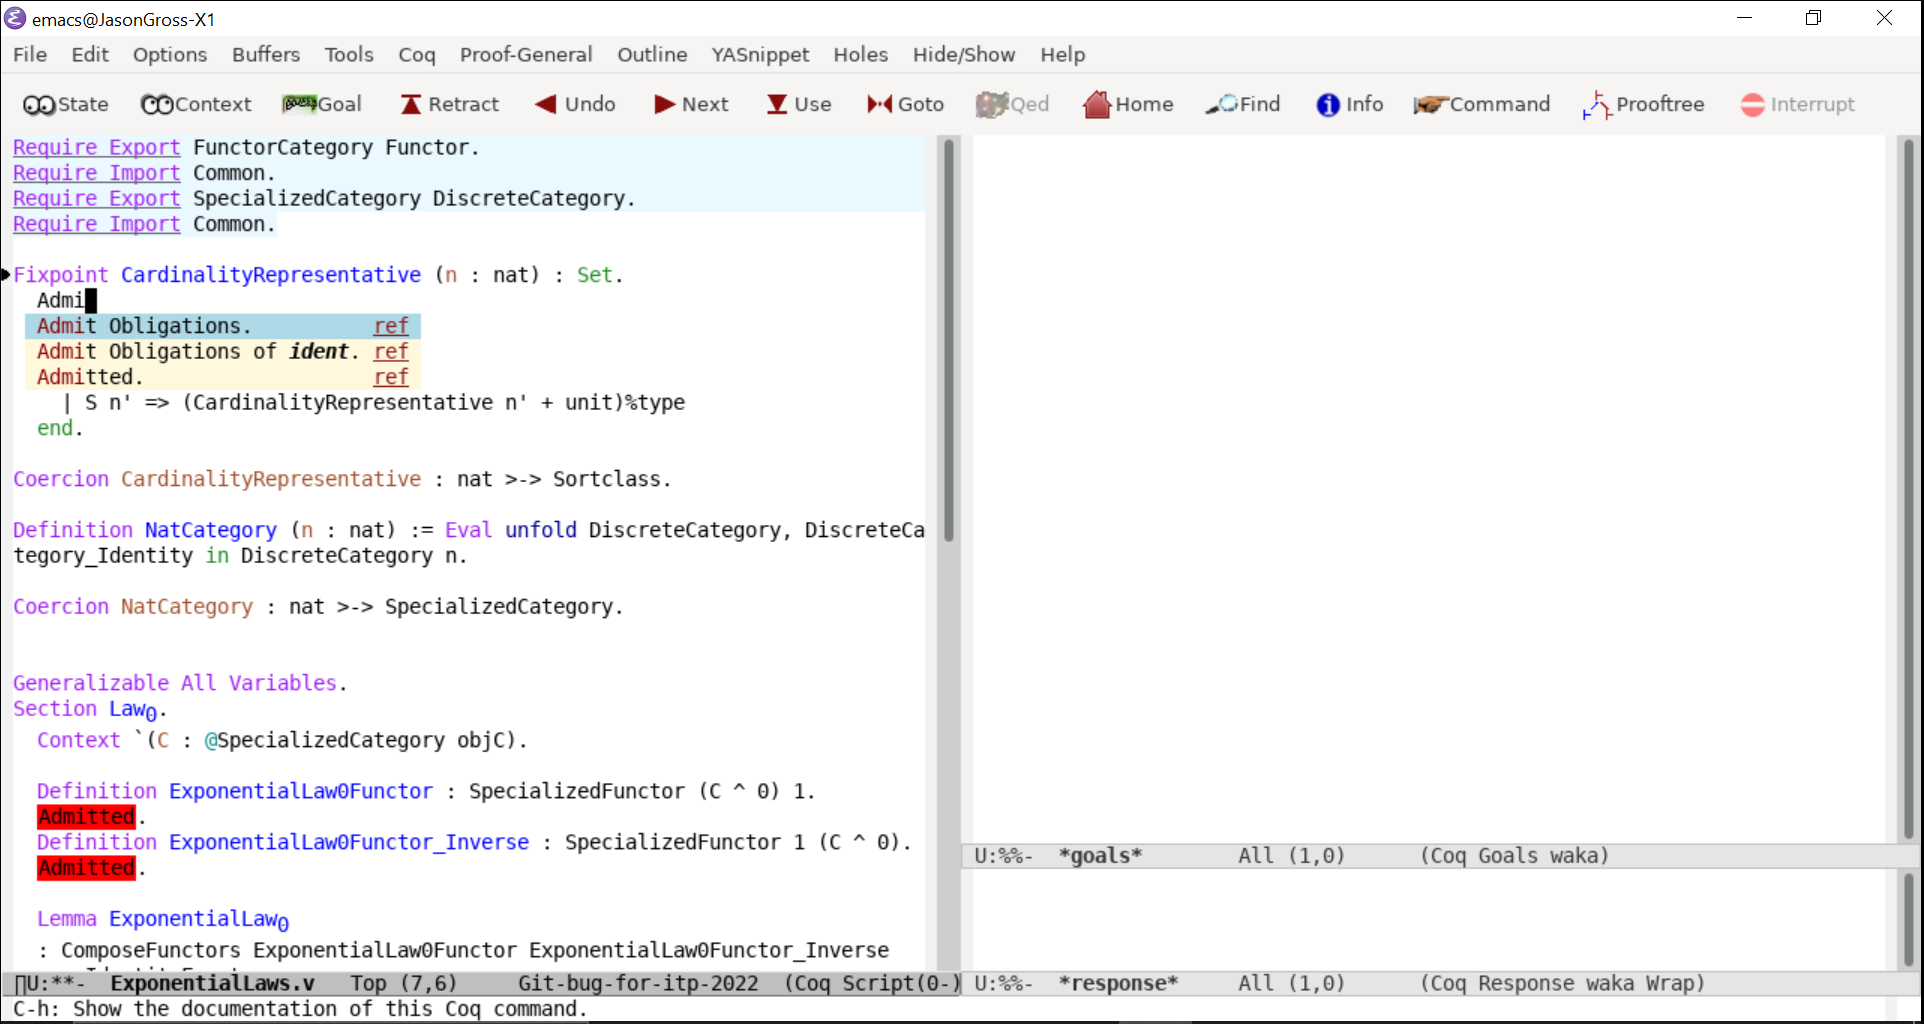 emacs@JasonGross-X1
File Edit Options Buffers Tools Coq Proof-General Outline YASnippet Holes Hide/Show Help
State Context Goal Retract Undo Next Use Goto Qed Home Find Info Command Prooftree Interrupt
Require Export FunctorCategory Functor.
Require Import Common.
Require Export SpecializedCategory DiscreteCategory.
Require Import Common.
Fixpoint CardinalityRepresentative (n : nat) : Set.
Admi
Admit Obligations. ref
Admit Obligations of ident. ref
Admitted. ref
| S n' => (CardinalityRepresentative n' + unit)%type
end.
Coercion CardinalityRepresentative : nat >-> Sortclass.
Definition NatCategory (n : nat) := Eval unfold DiscreteCategory, DiscreteCa
tegory_Identity in DiscreteCategory n.
Coercion NatCategory : nat >-> SpecializedCategory.
Generalizable All Variables.
Section Law0.
Context `(C : @SpecializedCategory objC).
Definition ExponentialLaw0Functor : SpecializedFunctor (C ^ 0) 1.
Admitted.
Definition ExponentialLaw0Functor_Inverse : SpecializedFunctor 1 (C ^ 0).
Admitted.
Lemma ExponentialLaw0
: ComposeFunctors ExponentialLaw0Functor ExponentialLaw0Functor_Inverse
U:**- ExponentialLaws.v Top (7,6) Git-bug-for-itp-2022 (Coq Script(0-)
C-h: Show the documentation of this Coq command.
U:%%- *goals* All (1,0) (Coq Goals waka)
U:%%- *response* All (1,0) (Coq Response waka Wrap)